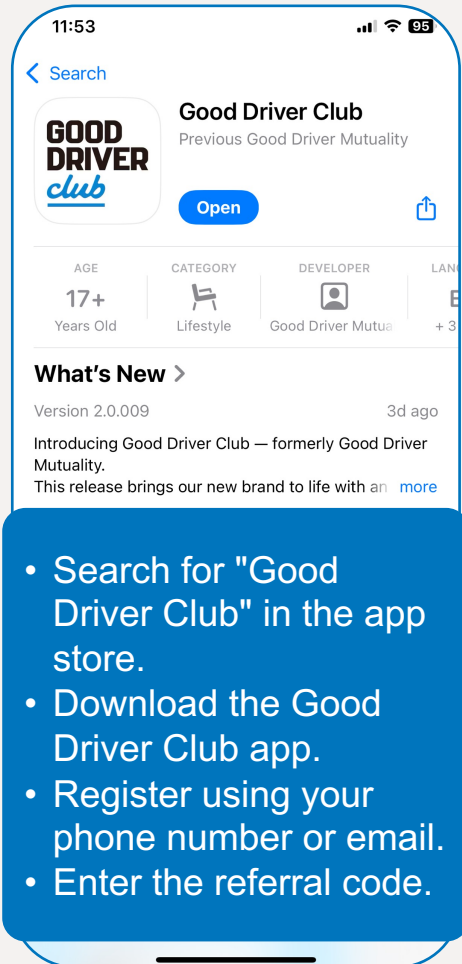 11:53
95
Search
GOOD
DRIVER
club
Good Driver Club
Previous Good Driver Mutuality
Open
AGE
CATEGORY
DEVELOPER
17+
Years Old
Lifestyle
Good Driver Mutua
+ 3
What's New
Version 2.0.009
3d ago
Introducing Good Driver Club — formerly Good Driver
Mutuality.
This release brings our new brand to life with an more
• Search for "Good
Driver Club" in the app
store.
• Download the Good
Driver Club app.
• Register using your
phone number or email.
• Enter the referral code.